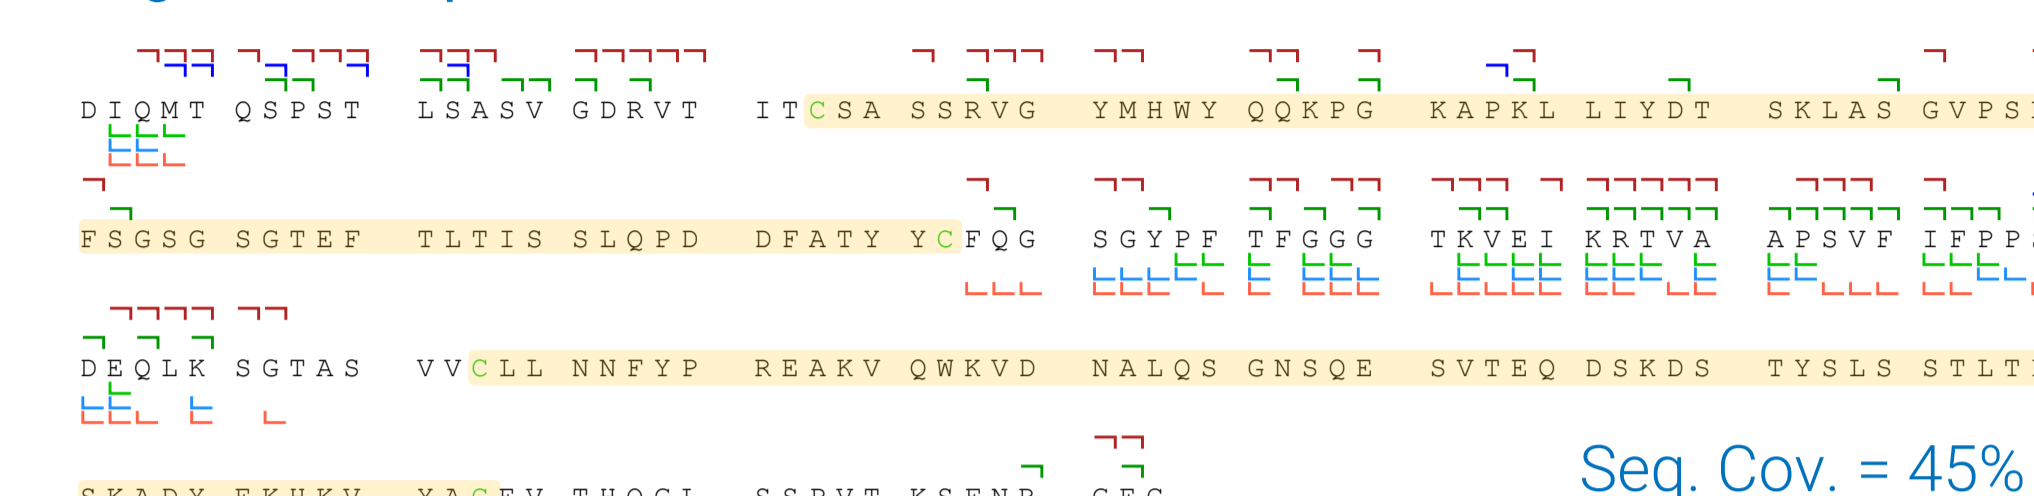 DIQMT QSPST LSASV GDRVT ITCSA SSRVG YMHWY QQKPG KAPKL LIYDT SKLAS GVPS
FSGSG SGTEF TLTIS SLQPD DFATY YCFQG SGYPF TFGGG TKVEI KRTVA APSVF IFPP
DEQLK SGTAS VVCLL NNFYP REAKV QWKVD NALQS GNSQE SVTEQ DSKDS TYSLS STLT
Seq. Cov. = 45%